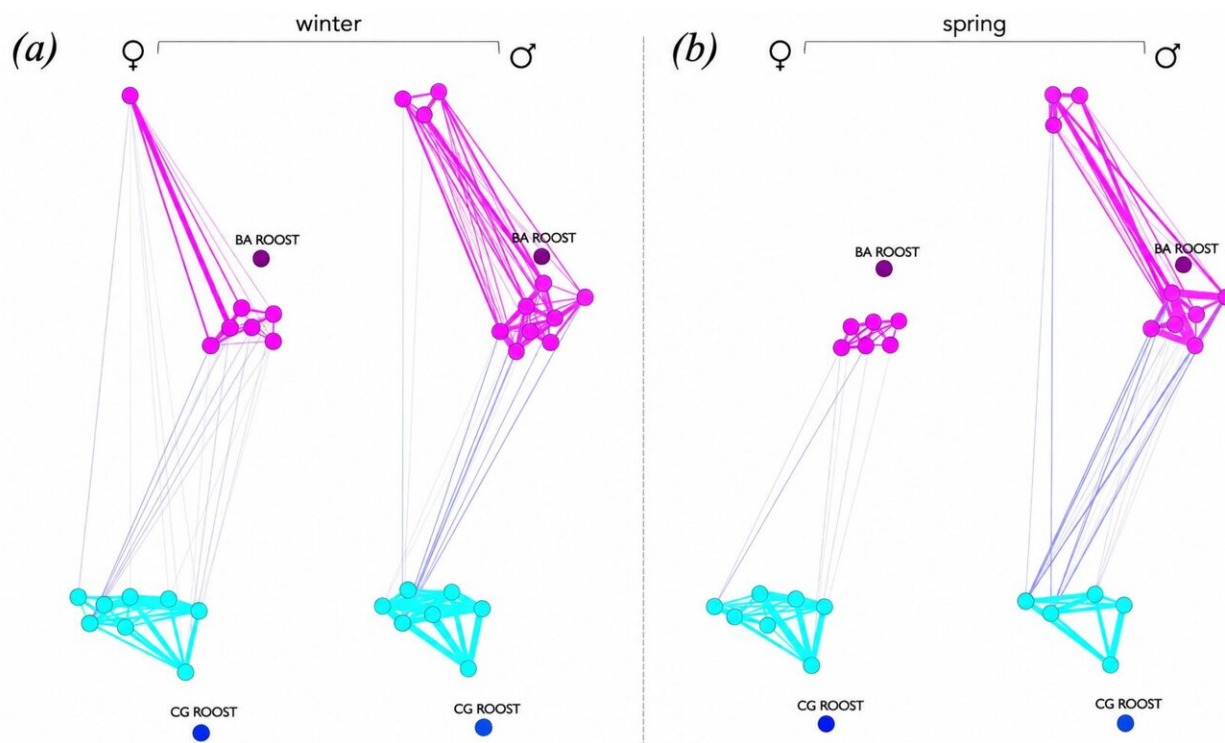 (a) winter (b) spring
♀ ♂ ♀ ♂
BA ROOST BA ROOST BA ROOST BA ROOST
CG ROOST CG ROOST CG ROOST CG ROOST